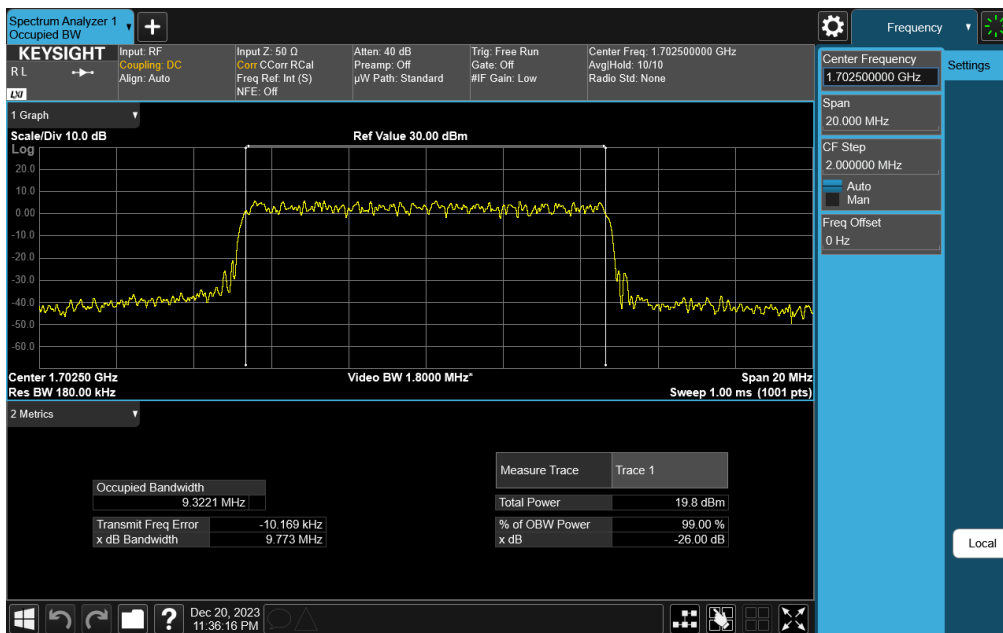 Spectrum Analyzer 1
Occupied BW
Frequency
KEYSIGHT
R L
LXI
Input: RF
Coupling: DC
Align: Auto
Input Z: 50 Ω
Corr CCorr RCal
Freq Ref: Int (S)
NFE: Off
Atten: 40 dB
Preamp: Off
µW Path: Standard
Trig: Free Run
Gate: Off
#IF Gain: Low
Center Freq: 1.702500000 GHz
Avg|Hold: 10/10
Radio Std: None
Center Frequency
1.702500000 GHz
Settings
Span
20.000 MHz
CF Step
2.000000 MHz
Auto
Man
Freq Offset
0 Hz
Local
1 Graph
Scale/Div 10.0 dB
Ref Value 30.00 dBm
Log
20.0
10.0
0.00
-10.0
-20.0
-30.0
-40.0
-50.0
-60.0
Center 1.70250 GHz
Video BW 1.8000 MHz*
Span 20 MHz
Res BW 180.00 kHz
Sweep 1.00 ms (1001 pts)
2 Metrics
Measure Trace Trace 1
Occupied Bandwidth
9.3221 MHz
Total Power 19.8 dBm
Transmit Freq Error -10.169 kHz
% of OBW Power 99.00 %
x dB Bandwidth 9.773 MHz
x dB -26.00 dB
?
Dec 20, 2023
11:36:16 PM